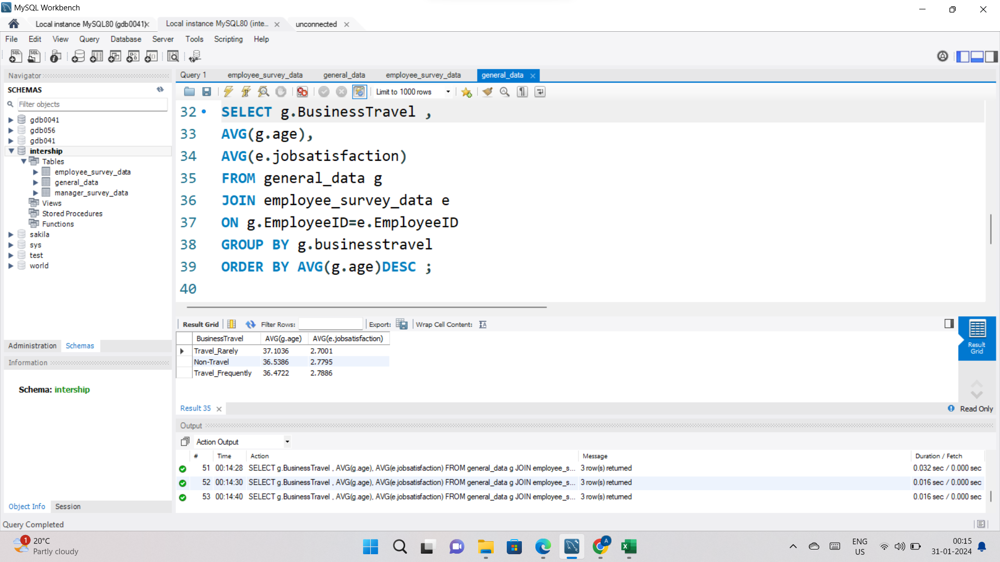 MySQL Workbench
Local instance MySQL80 (gdb0041)
Local instance MySQL80 (inte...
unconnected
File Edit View Query Database Server Tools Scripting Help
Navigator
SCHEMAS
Filter objects
gdb0041
gdb056
gdb041
intership
Tables
employee_survey_data
general_data
manager_survey_data
Views
Stored Procedures
Functions
sakila
sys
test
world
Administration Schemas
Information
Schema: intership
Object Info Session
Query 1 employee_survey_data general_data employee_survey_data general_data
Limit to 1000 rows
32 SELECT g.BusinessTravel ,
33 AVG(g.age),
34 AVG(e.jobsatisfaction)
35 FROM general_data g
36 JOIN employee_survey_data e
37 ON g.EmployeeID=e.EmployeeID
38 GROUP BY g.businesstravel
39 ORDER BY AVG(g.age)DESC ;
40
Result Grid Filter Rows: Export: Wrap Cell Content:
BusinessTravel AVG(g.age) AVG(e.jobsatisfaction)
Travel_Rarely 37.1036 2.7001
Non-Travel 36.5386 2.7795
Travel_Frequently 36.4722 2.7886
Result
Grid
Result 35
Read Only
Output
Action Output
# Time Action Message Duration / Fetch
51 00:14:28 SELECT g.BusinessTravel , AVG(g.age), AVG(e.jobsatisfaction) FROM general_data g JOIN employee_s... 3 row(s) returned 0.032 sec / 0.000 sec
52 00:14:30 SELECT g.BusinessTravel , AVG(g.age), AVG(e.jobsatisfaction) FROM general_data g JOIN employee_s... 3 row(s) returned 0.016 sec / 0.000 sec
53 00:14:40 SELECT g.BusinessTravel , AVG(g.age), AVG(e.jobsatisfaction) FROM general_data g JOIN employee_s... 3 row(s) returned 0.016 sec / 0.000 sec
Query Completed
1
20°C
Partly cloudy
A
ENG
US
00:15
31-01-2024